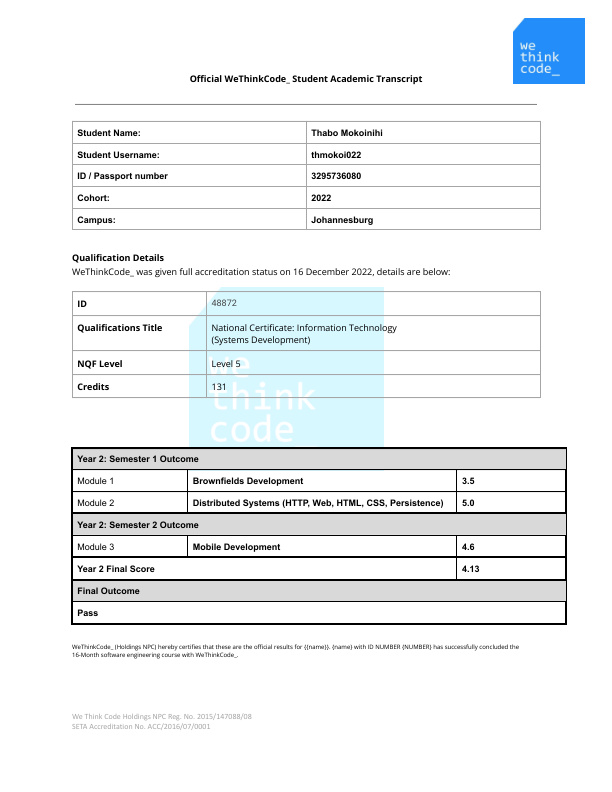 we
think
code_
Official WeThinkCode_ Student Academic Transcript
Student Name: Thabo Mokoinihi
Student Username: thmokoi022
ID / Passport number 3295736080
Cohort: 2022
Campus: Johannesburg
Qualification Details
WeThinkCode_ was given full accreditation status on 16 December 2022, details are below:
ID 48872
Qualifications Title National Certificate: Information Technology
(Systems Development)
NQF Level Level 5
Credits 131
we
think
code_
Year 2: Semester 1 Outcome
Module 1 Brownfields Development 3.5
Module 2 Distributed Systems (HTTP, Web, HTML, CSS, Persistence) 5.0
Year 2: Semester 2 Outcome
Module 3 Mobile Development 4.6
Year 2 Final Score 4.13
Final Outcome
Pass
WeThinkCode_ (Holdings NPC) hereby certifies that these are the official results for {{name}}. {name} with ID NUMBER {NUMBER} has successfully concluded the
16-Month software engineering course with WeThinkCode_.
We Think Code Holdings NPC Reg. No. 2015/147088/08
SETA Accreditation No. ACC/2016/07/0001